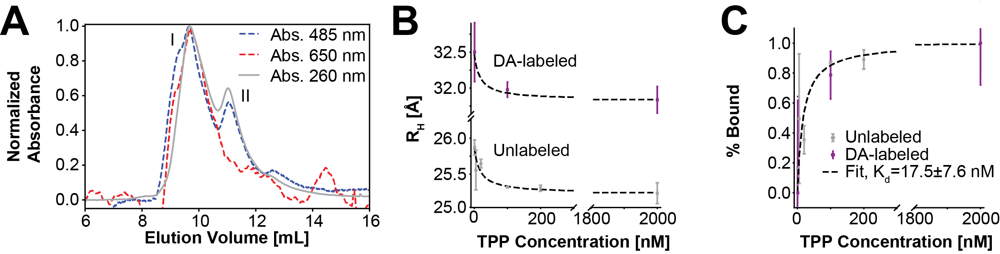 A
Normalized
Absorbance
1.0
0.8
0.6
0.4
0.2
0.0
I
II
Abs. 485 nm
Abs. 650 nm
Abs. 260 nm
6 8 10 12 14 16
Elution Volume [mL]
B
RH [Å]
32.5
32.0
26.0
25.5
25.0
DA-labeled
Unlabeled
0 200 1800 2000
TPP Concentration [nM]
C
% Bound
1.0
0.8
0.6
0.4
0.2
0.0
Unlabeled
DA-labeled
Fit, Kd=17.5±7.6 nM
0 200 1800 2000
TPP Concentration [nM]